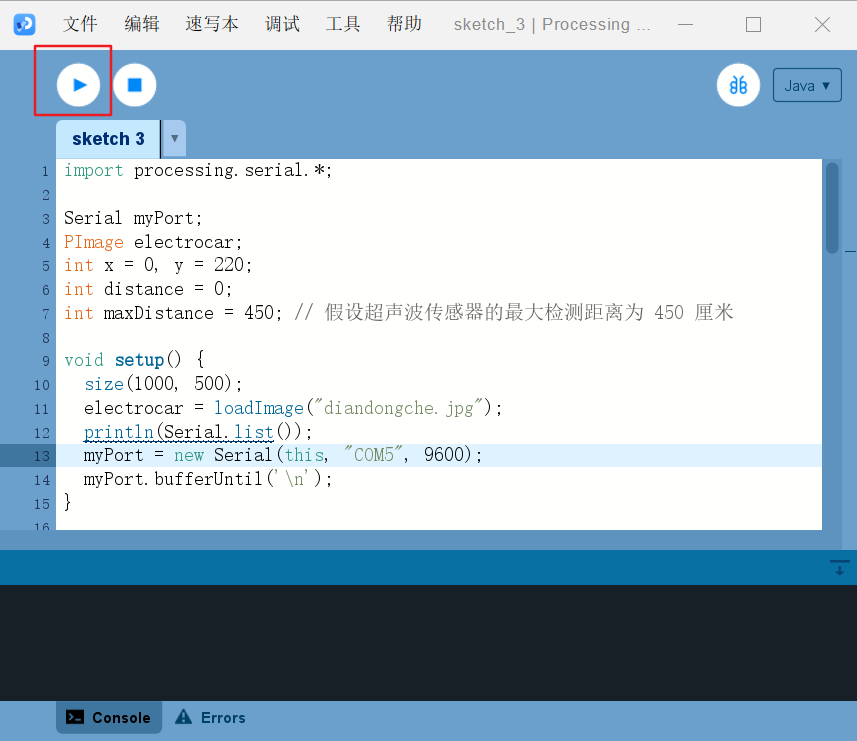 文件 编辑 速写本 调试 工具 帮助 sketch_3 | Processing ...
Java ▾
sketch 3 ▾
1 import processing.serial.*;
2
3 Serial myPort;
4 PImage electrocar;
5 int x = 0, y = 220;
6 int distance = 0;
7 int maxDistance = 450; // 假设超声波传感器的最大检测距离为 450 厘米
8
9 void setup() {
10 size(1000, 500);
11 electrocar = loadImage("diandongche.jpg");
12 println(Serial.list());
13 myPort = new Serial(this, "COM5", 9600);
14 myPort.bufferUntil('\n');
15 }
16
Console Errors